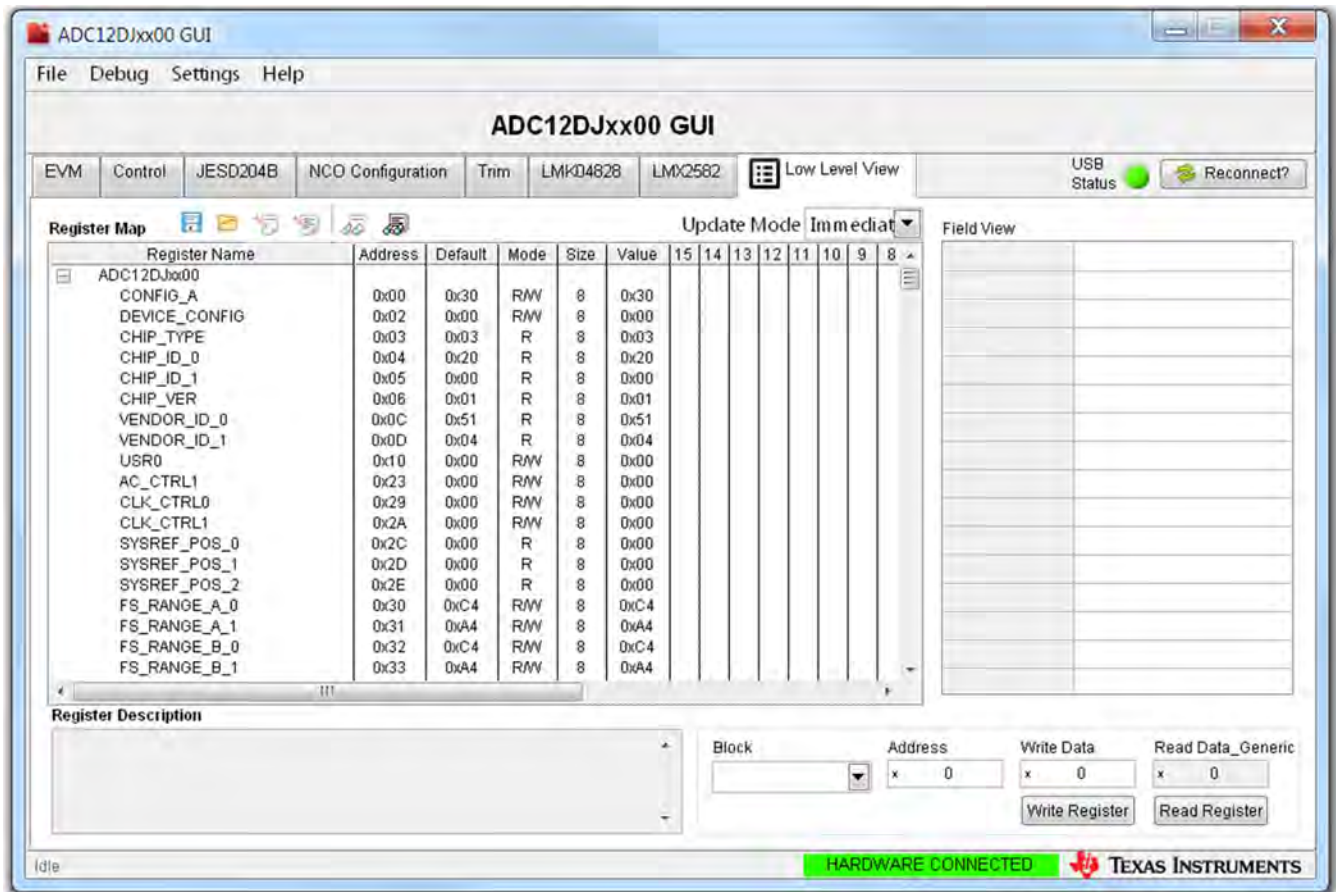 ADC12DJxx00 GUI
File Debug Settings Help
ADC12DJxx00 GUI
EVM Control JESD204B NCO Configuration Trim LMK04828 LMX2582 Low Level View USB Status Reconnect?
Register Map Update Mode Immediat Field View
Register Name Address Default Mode Size Value 15 14 13 12 11 10 9 8
ADC12DJxx00
CONFIG_A 0x00 0x30 R/W 8 0x30
DEVICE_CONFIG 0x02 0x00 R/W 8 0x00
CHIP_TYPE 0x03 0x03 R 8 0x03
CHIP_ID_0 0x04 0x20 R 8 0x20
CHIP_ID_1 0x05 0x00 R 8 0x00
CHIP_VER 0x06 0x01 R 8 0x01
VENDOR_ID_0 0x0C 0x51 R 8 0x51
VENDOR_ID_1 0x0D 0x04 R 8 0x04
USR0 0x10 0x00 R/W 8 0x00
AC_CTRL1 0x23 0x00 R/W 8 0x00
CLK_CTRL0 0x29 0x00 R/W 8 0x00
CLK_CTRL1 0x2A 0x00 R/W 8 0x00
SYSREF_POS_0 0x2C 0x00 R 8 0x00
SYSREF_POS_1 0x2D 0x00 R 8 0x00
SYSREF_POS_2 0x2E 0x00 R 8 0x00
FS_RANGE_A_0 0x30 0xC4 R/W 8 0xC4
FS_RANGE_A_1 0x31 0xA4 R/W 8 0xA4
FS_RANGE_B_0 0x32 0xC4 R/W 8 0xC4
FS_RANGE_B_1 0x33 0xA4 R/W 8 0xA4
Register Description
Block Address Write Data Read Data_Generic
x 0 x 0 x 0
Write Register Read Register
Idle HARDWARE CONNECTED TEXAS INSTRUMENTS